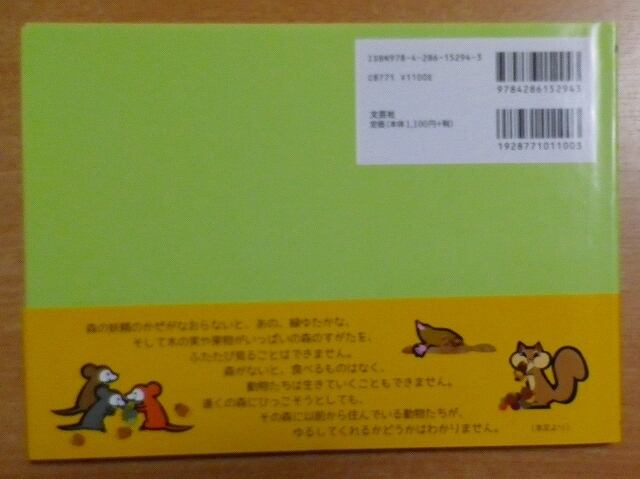 ISBN978-4-286-15294-3
C8771 ¥1100E
9784286152943
文芸社
定価(本体1,100円+税)
1928771011003
森の妖精のかぜがなおらないと、あの、緑ゆたかな、
そして木の実や果物がいっぱいの森のすがたを、
ふたたび見ることはできません。
森がないと、食べるものはなく、
動物たちは生きていくこともできません。
遠くの森にひっこそうとしても、
その森に以前から住んでいる動物たちが、
ゆるしてくれるかどうかはわかりません。
(本文より)